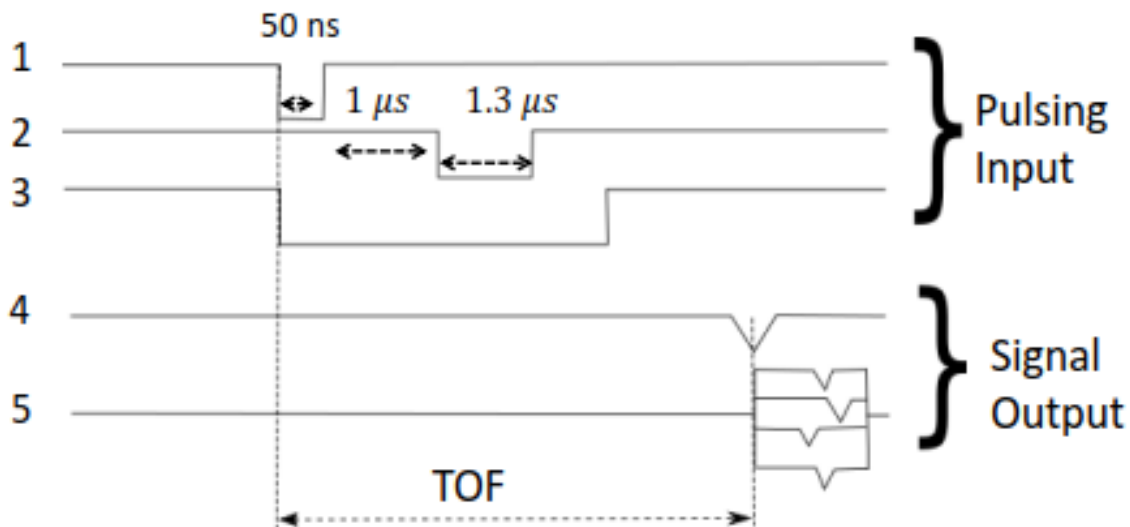 50 ns
1
1 μs
1.3 μs
2
3
Pulsing
Input
4
5
Signal
Output
TOF